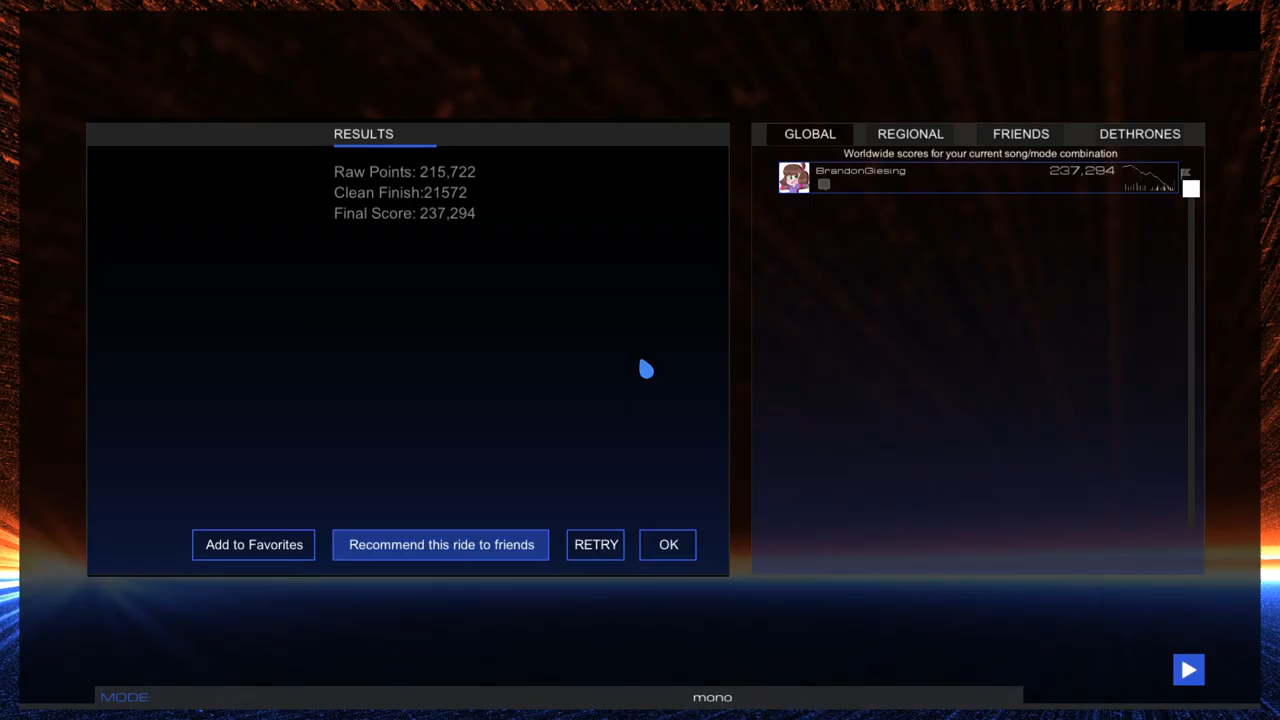 RESULTS
Raw Points: 215,722
Clean Finish:21572
Final Score: 237,294
Add to Favorites
Recommend this ride to friends
RETRY
OK
GLOBAL
REGIONAL
FRIENDS
DETHRONES
Worldwide scores for your current song/mode combination
BrandonGiesing
237,294
MODE:
mono